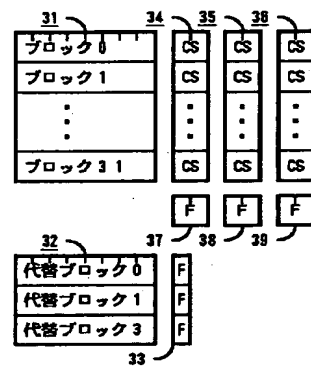 31 34 35 36
ブロック0 CS CS CS
ブロック1 CS CS CS
ブロック31 CS CS CS
F F F
37 38 39
32
代替ブロック0 F
代替ブロック1 F
代替ブロック3 F
33